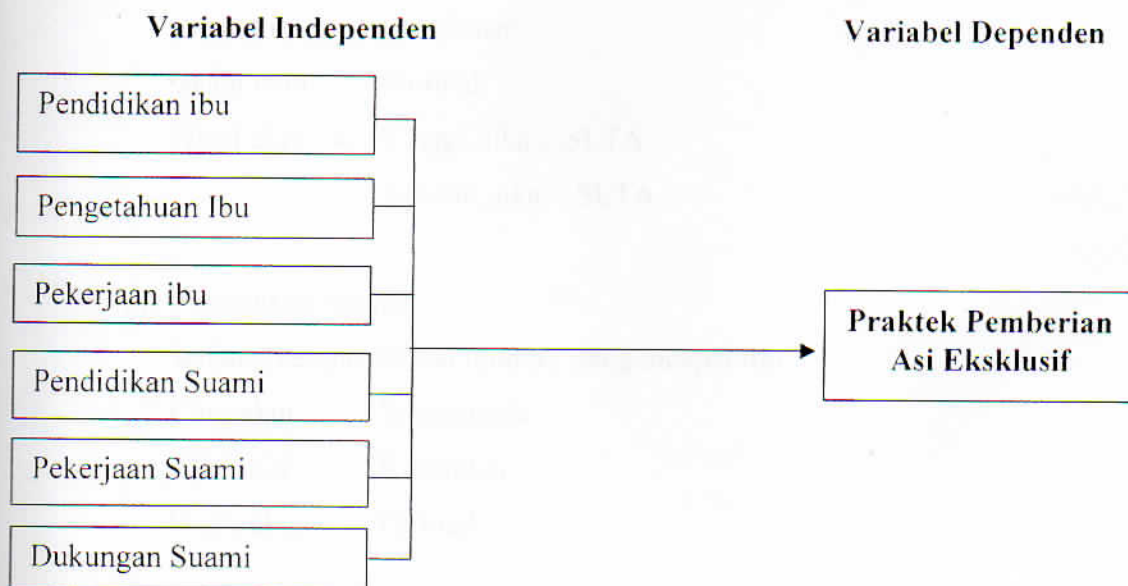 Variabel Independen
Variabel Dependen
Pendidikan ibu
Pengetahuan Ibu
Pekerjaan ibu
Pendidikan Suami
Pekerjaan Suami
Dukungan Suami
Praktek Pemberian
Asi Eksklusif